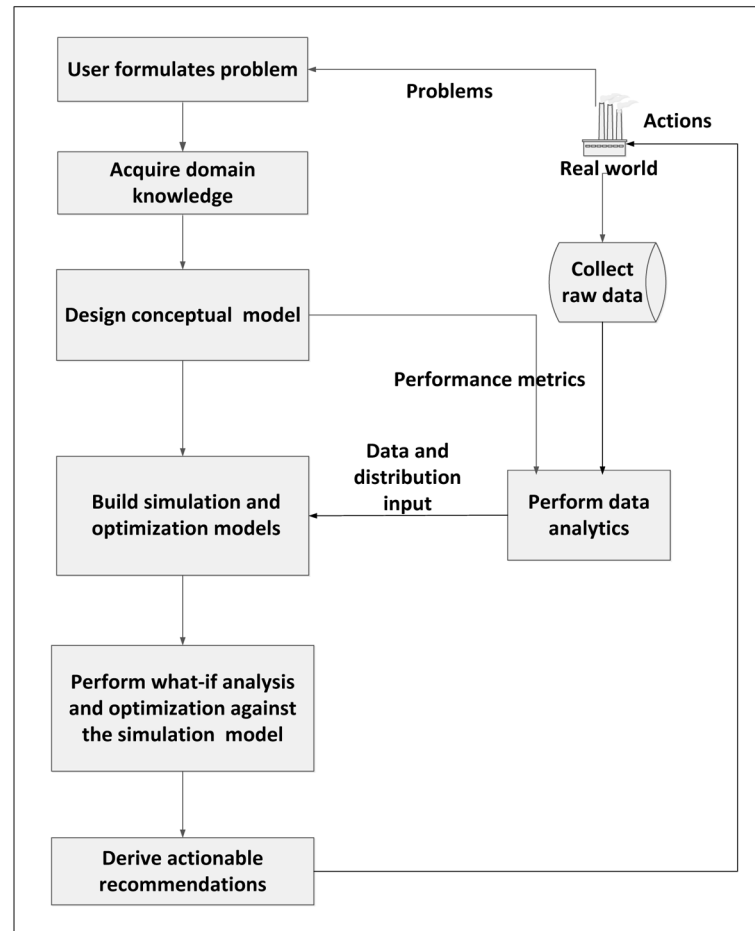 User formulates problem
Problems
Actions
Real world
Acquire domain
knowledge
Collect
raw data
Design conceptual model
Performance metrics
Data and
distribution
input
Build simulation and
optimization models
Perform data
analytics
Perform what-if analysis
and optimization against
the simulation model
Derive actionable
recommendations